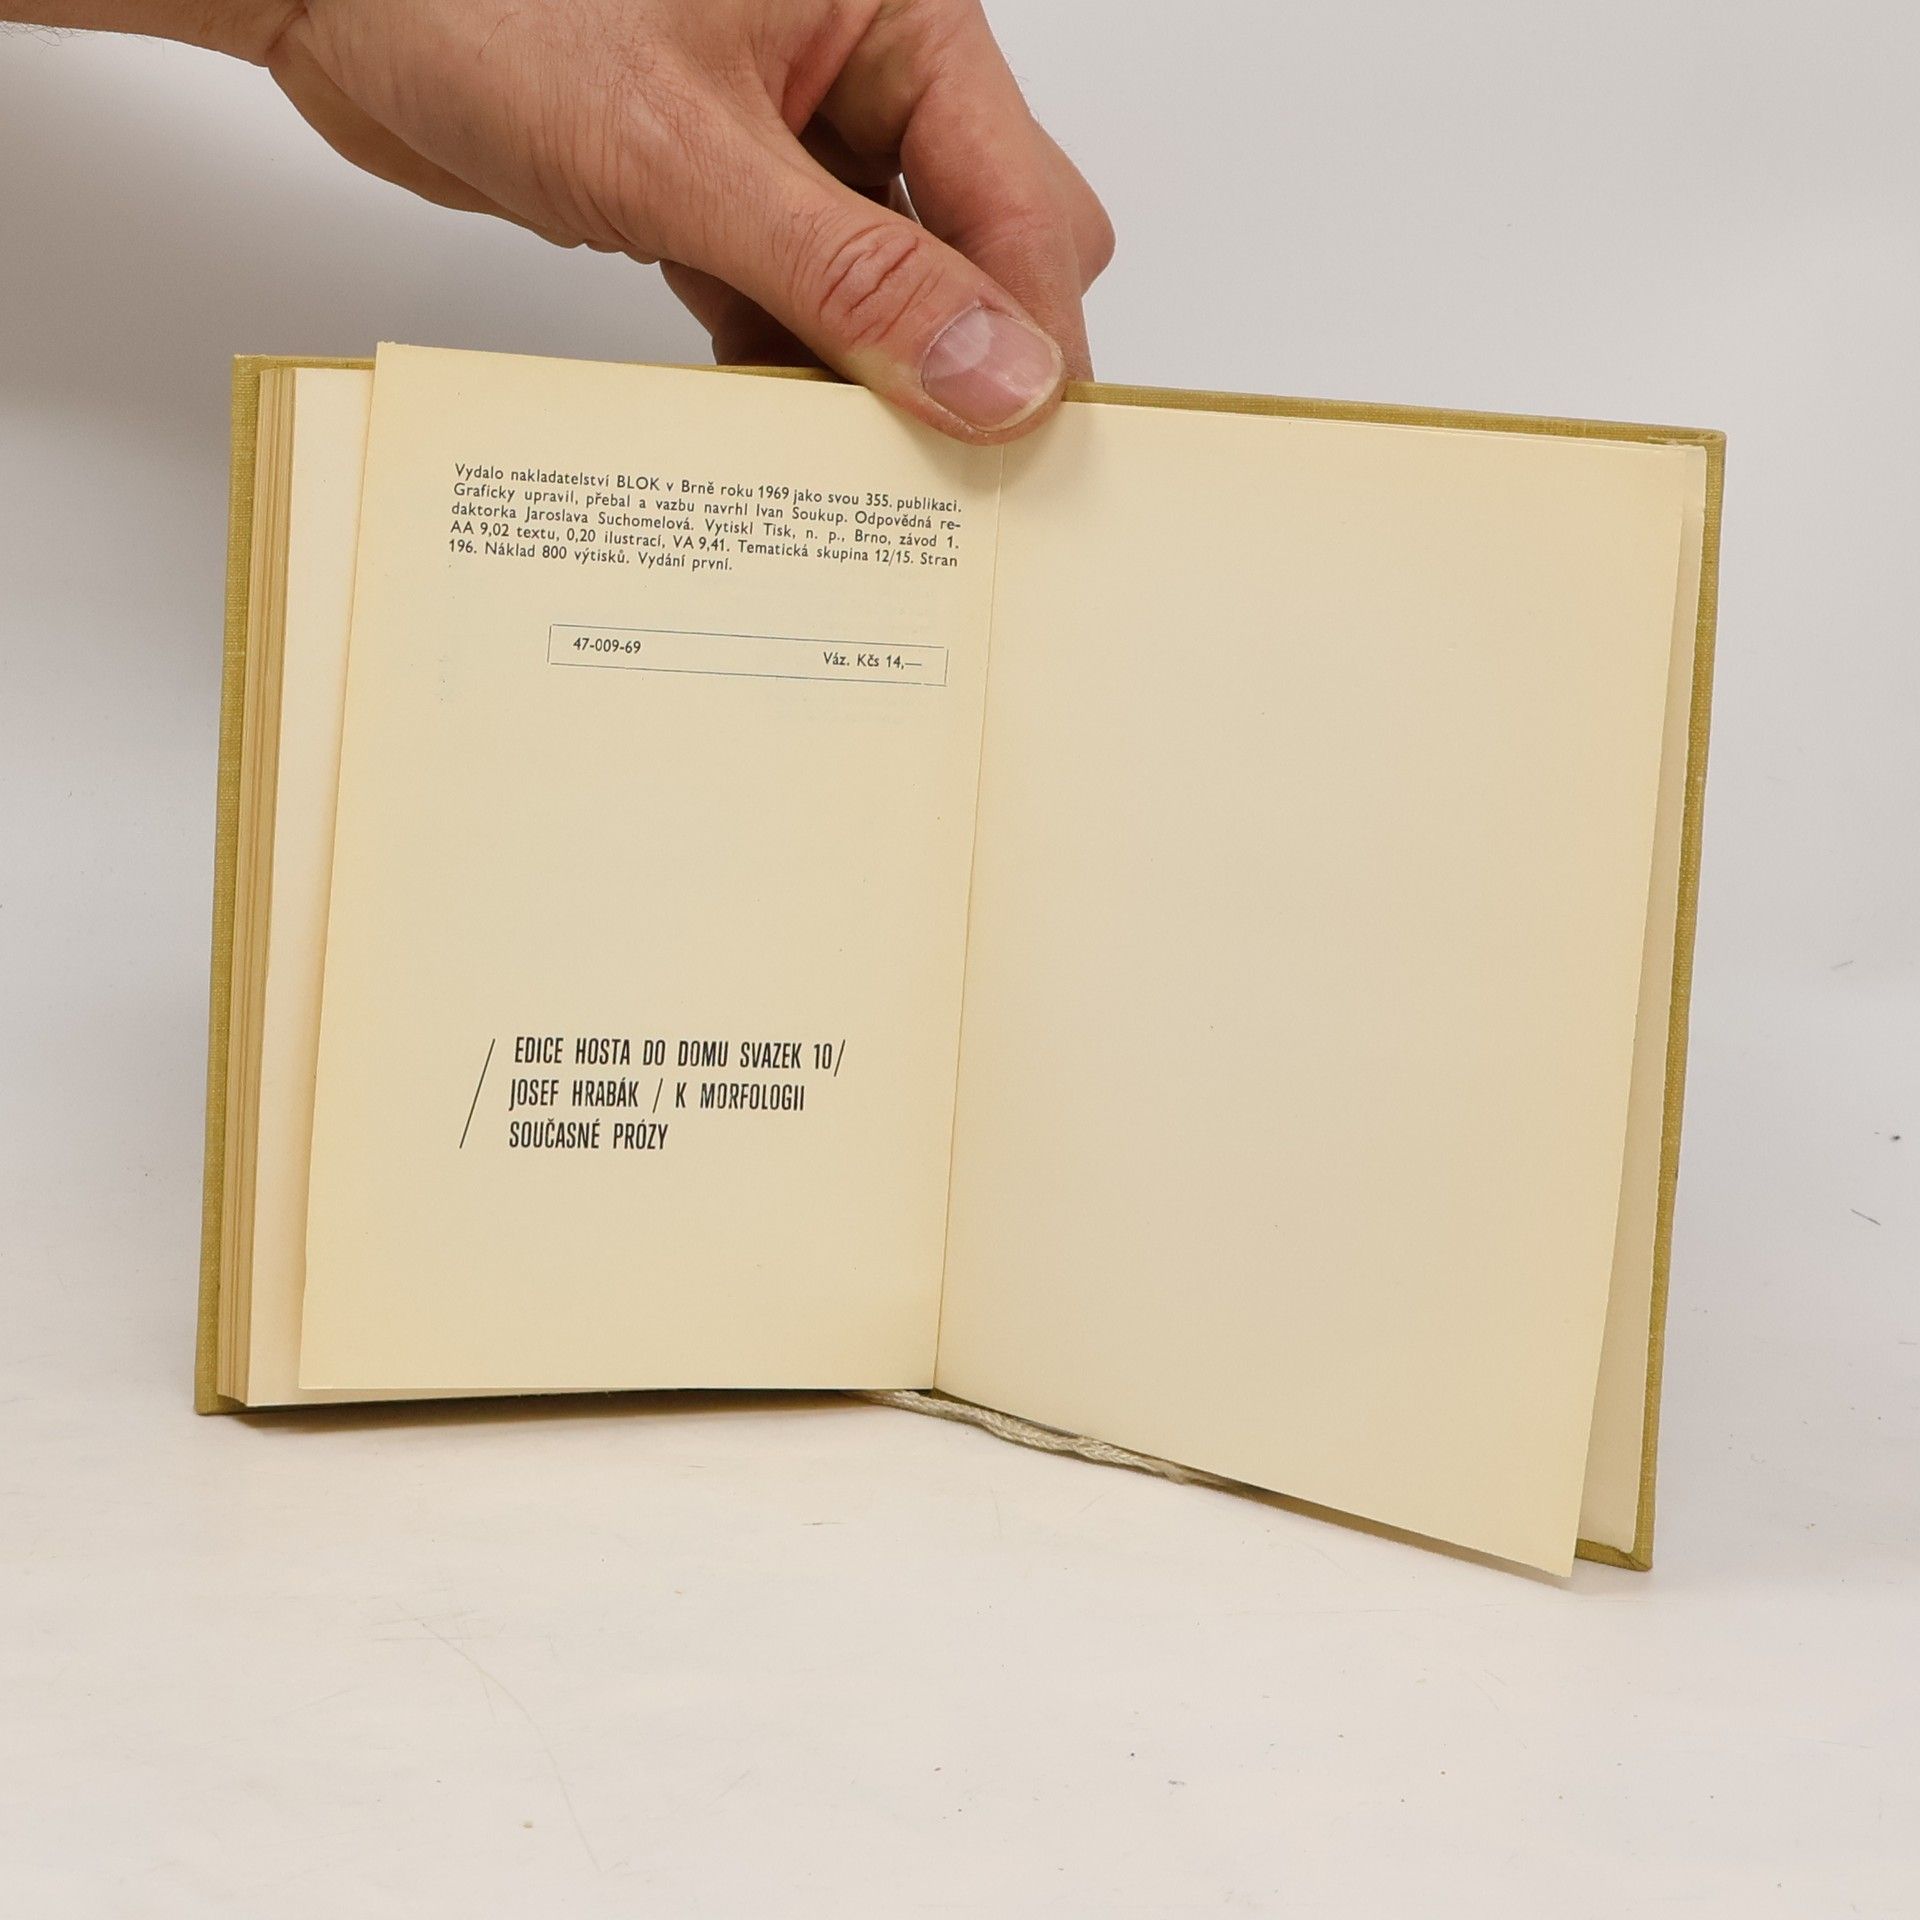 Vydalo nakladatelství BLOK v Brně roku 1969 jako svou 355. publikaci.
Graficky upravil, přebal a vazbu navrhl Ivan Soukup. Odpovědná re-
daktorka Jaroslava Suchomelová. Vytiskl Tisk, n. p., Brno, závod 1.
AA 9,02 textu, 0,20 ilustrací, VA 9,41. Tematická skupina 12/15. Stran
196. Náklad 800 výtisků. Vydání první.
47-009-69
Váz. Kčs 14,—
EDICE HOSTA DO DOMU SVAZEK 10/
/ JOSEF HRABÁK / K MORFOLOGII
SOUČASNÉ PRÓZY